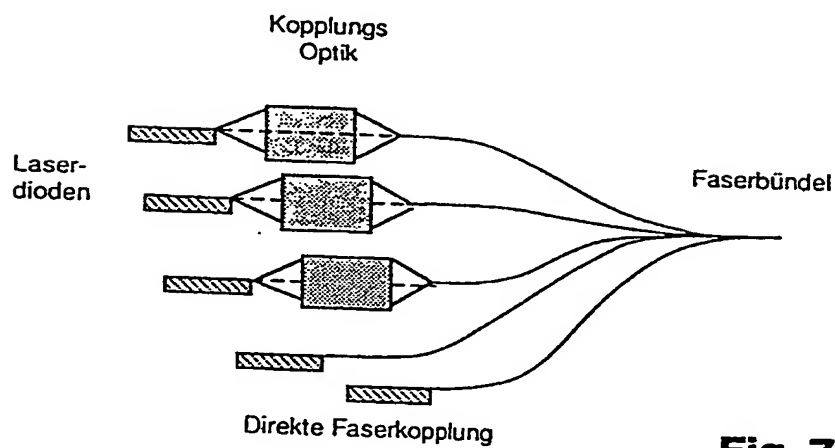 Kopplungs
Optik
Laser-
dioden
Faserbündel
Direkte Faserkopplung
Fig. 7